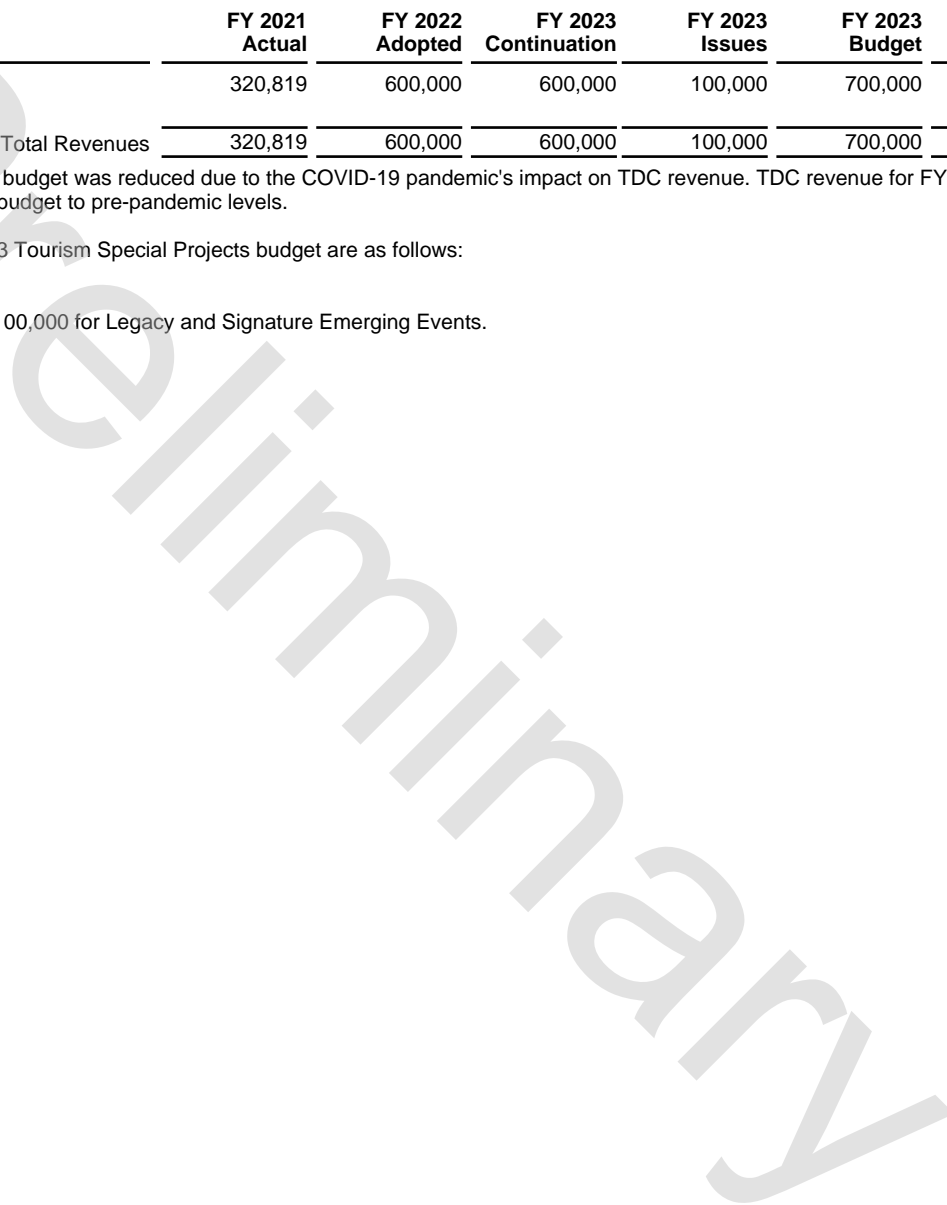 FY 2021 FY 2022 FY 2023 FY 2023 FY 2023
Actual Adopted Continuation Issues Budget
320,819 600,000 600,000 100,000 700,000
Total Revenues 320,819 600,000 600,000 100,000 700,000
budget was reduced due to the COVID-19 pandemic's impact on TDC revenue. TDC revenue for FY
budget to pre-pandemic levels.
3 Tourism Special Projects budget are as follows:
00,000 for Legacy and Signature Emerging Events.
reliminary